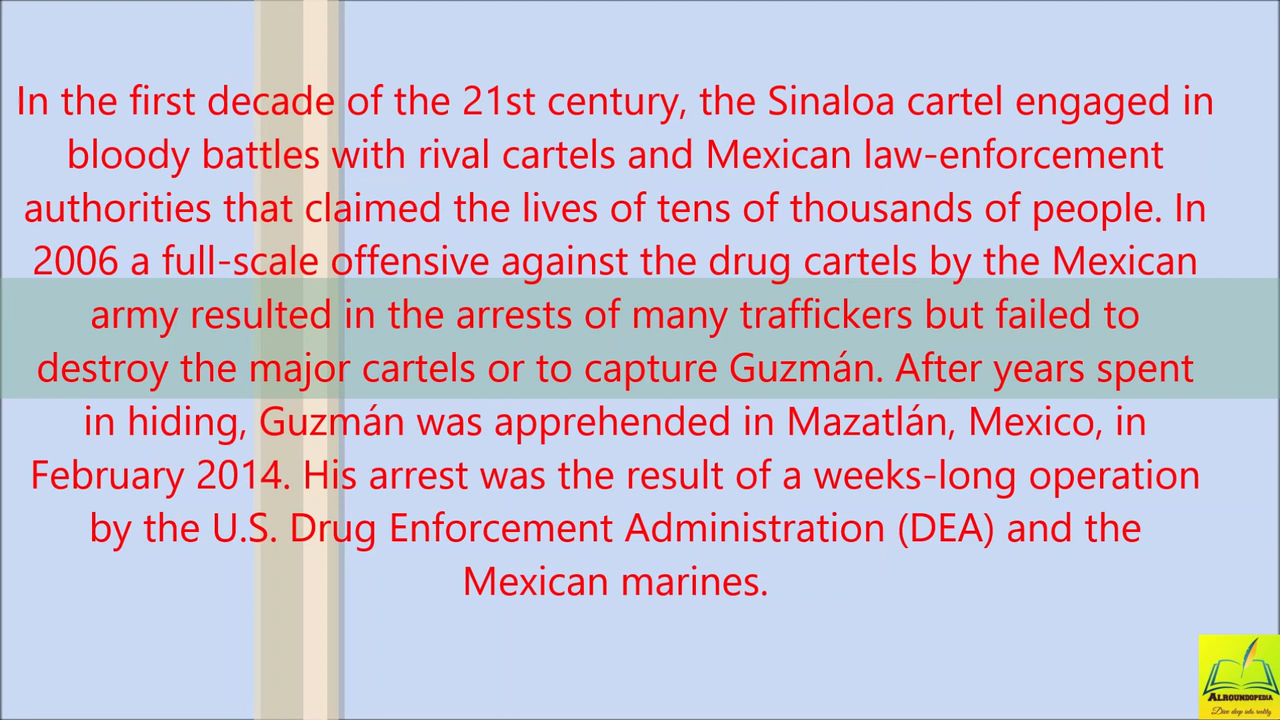 In the first decade of the 21st century, the Sinaloa cartel engaged in
bloody battles with rival cartels and Mexican law-enforcement
authorities that claimed the lives of tens of thousands of people. In
2006 a full-scale offensive against the drug cartels by the Mexican
army resulted in the arrests of many traffickers but failed to
destroy the major cartels or to capture Guzmán. After years spent
in hiding, Guzmán was apprehended in Mazatlán, Mexico, in
February 2014. His arrest was the result of a weeks-long operation
by the U.S. Drug Enforcement Administration (DEA) and the
Mexican marines.
ALROUNDOPEDIA
Dive deep into reality